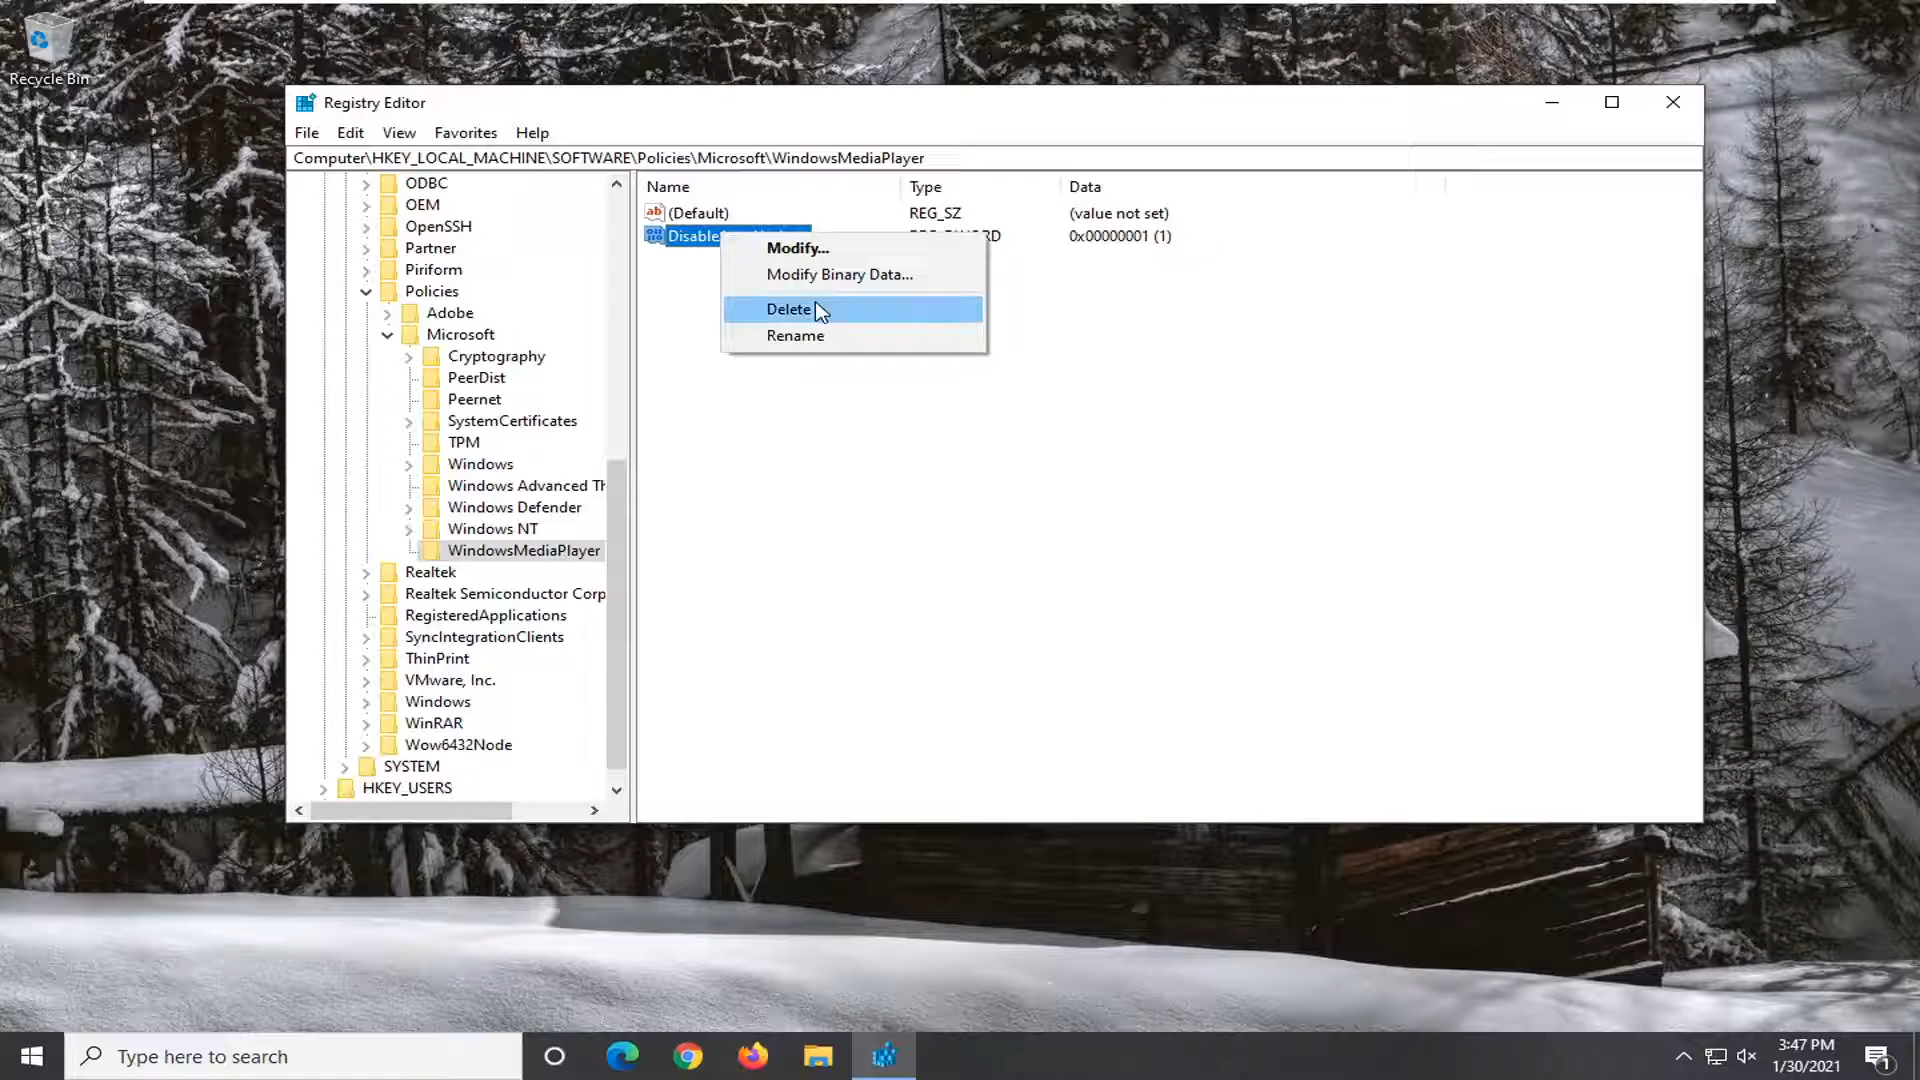 Recycle Bin
Registry Editor
File Edit View Favorites Help
Computer\HKEY_LOCAL_MACHINE\SOFTWARE\Policies\Microsoft\WindowsMediaPlayer
ODBC
OEM
OpenSSH
Partner
Piriform
Policies
Adobe
Microsoft
Cryptography
PeerDist
Peernet
SystemCertificates
TPM
Windows
Windows Advanced Th
Windows Defender
Windows NT
WindowsMediaPlayer
Realtek
Realtek Semiconductor Corp
RegisteredApplications
SyncIntegrationClients
ThinPrint
VMware, Inc.
Windows
WinRAR
Wow6432Node
SYSTEM
HKEY_USERS
Name Type Data
ab (Default) REG_SZ (value not set)
Disable 0x00000001 (1)
Modify...
Modify Binary Data...
Delete
Rename
Type here to search
3:47 PM
1/30/2021
1